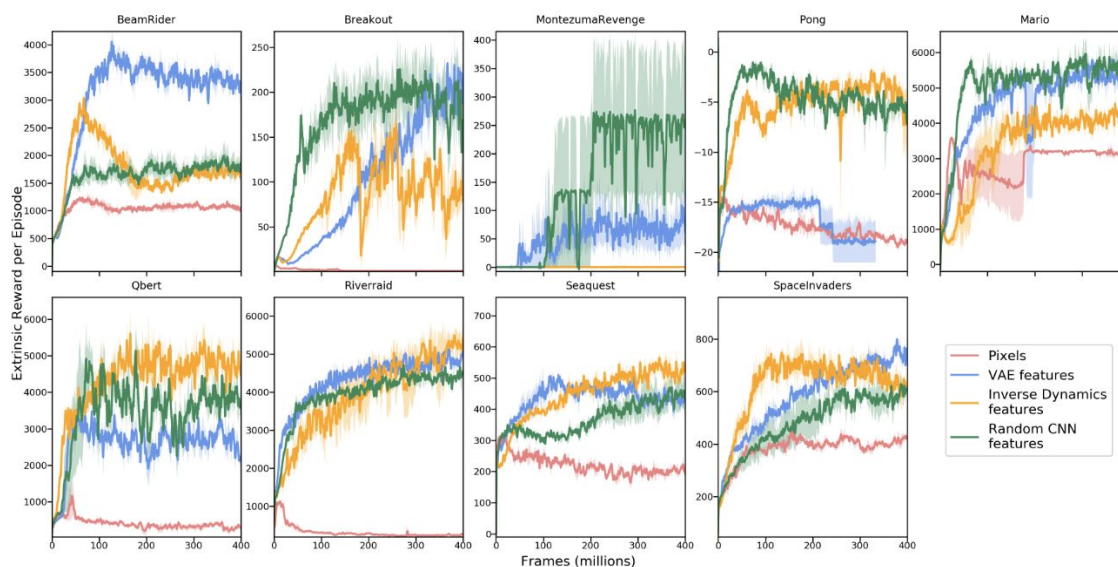 BeamRider
Breakout
MontezumaRevenge
Pong
Mario
4000
3500
3000
2500
2000
1500
1000
500
0
250
200
150
100
50
400
350
300
250
200
150
100
50
0
0
−5
−10
−15
−20
6000
5000
4000
3000
2000
1000
0
Extrinsic Reward per Episode
Qbert
Riverraid
Seaquest
SpaceInvaders
6000
5000
4000
3000
2000
1000
0 100 200 300 400
6000
5000
4000
3000
2000
1000
0 100 200 300 400
700
600
500
400
300
200
100
0
0 100 200 300 400
1000
800
600
400
200
0 100 200 300 400
Frames (millions)
Pixels
VAE features
Inverse Dynamics
features
Random CNN
features